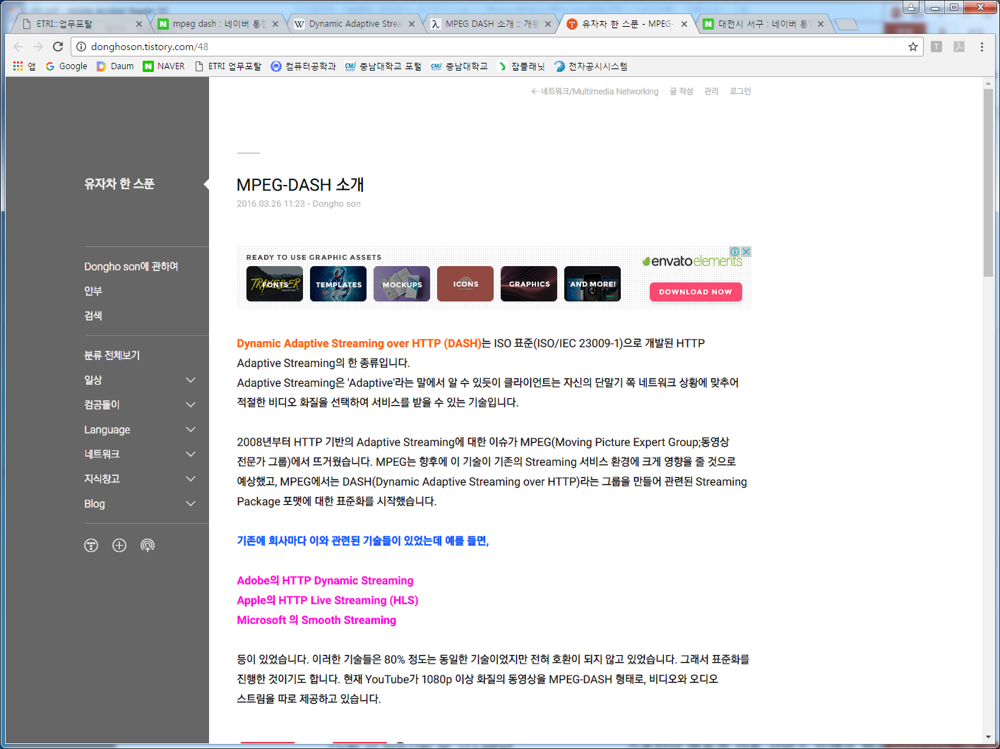 ETRI:::업무포탈
mpeg dash : 네이버 통합
Dynamic Adaptive Strea
MPEG DASH 소개 :: 개동
유자차 한 스푼 - MPEG-
대전시 서구 : 네이버 통
donghoson.tistory.com/48
앱 Google Daum NAVER ETRI 업무포탈 컴퓨터공학과 충남대학교 포털 충남대학교 잡플래닛 전자공시시스템
←네트워크/Multimedia Networking 글 작성 관리 로그인
유자차 한 스푼
Dongho son에 관하여
안부
검색
분류 전체보기
일상
컴공돌이
Language
네트워크
지식창고
Blog
MPEG-DASH 소개
2016.03.26 11:23 - Dongho son
READY TO USE GRAPHIC ASSETS
FONTS TEMPLATES MOCKUPS ICONS GRAPHICS AND MORE!
envatoelements
DOWNLOAD NOW
Dynamic Adaptive Streaming over HTTP (DASH)는 ISO 표준(ISO/IEC 23009-1)으로 개발된 HTTP
Adaptive Streaming의 한 종류입니다.
Adaptive Streaming은 'Adaptive'라는 말에서 알 수 있듯이 클라이언트는 자신의 단말기 쪽 네트워크 상황에 맞추어
적절한 비디오 화질을 선택하여 서비스를 받을 수 있는 기술입니다.
2008년부터 HTTP 기반의 Adaptive Streaming에 대한 이슈가 MPEG(Moving Picture Expert Group;동영상
전문가 그룹)에서 뜨거웠습니다. MPEG는 향후에 이 기술이 기존의 Streaming 서비스 환경에 크게 영향을 줄 것으로
예상했고, MPEG에서는 DASH(Dynamic Adaptive Streaming over HTTP)라는 그룹을 만들어 관련된 Streaming
Package 포맷에 대한 표준화를 시작했습니다.
기존에 회사마다 이와 관련된 기술들이 있었는데 예를 들면,
Adobe의 HTTP Dynamic Streaming
Apple의 HTTP Live Streaming (HLS)
Microsoft 의 Smooth Streaming
등이 있었습니다. 이러한 기술들은 80% 정도는 동일한 기술이었지만 전혀 호환이 되지 않고 있었습니다. 그래서 표준화를
진행한 것이기도 합니다. 현재 YouTube가 1080p 이상 화질의 동영상을 MPEG-DASH 형태로, 비디오와 오디오
스트림을 따로 제공하고 있습니다.